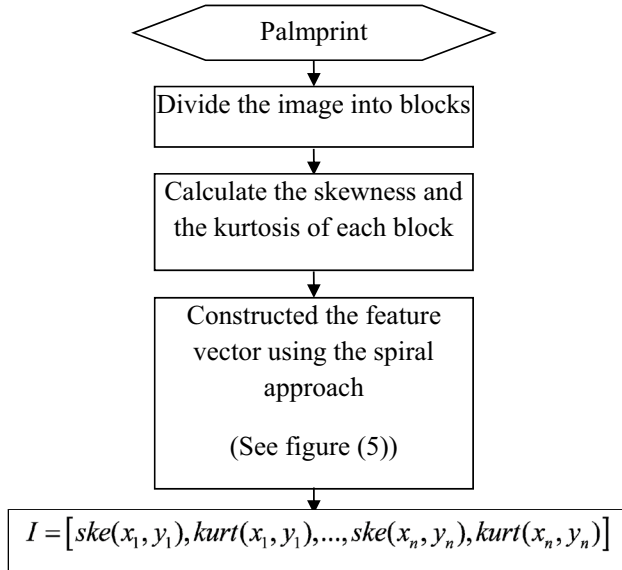 Palmprint
Divide the image into blocks
Calculate the skewness and
the kurtosis of each block
Constructed the feature
vector using the spiral
approach
(See figure (5))
I = [ske(x₁, y₁), kurt(x₁, y₁),..., ske(xₙ, yₙ), kurt(xₙ, yₙ)]